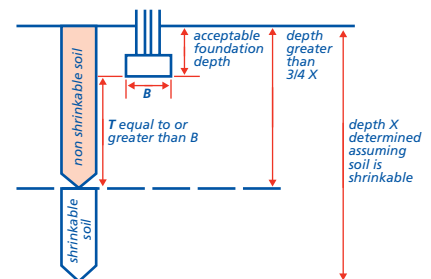 non shrinkable soil
shrinkable
soil
B
T equal to or
greater than B
acceptable
foundation
depth
depth
greater
than
3/4 X
depth X
determined
assuming
soil is
shrinkable